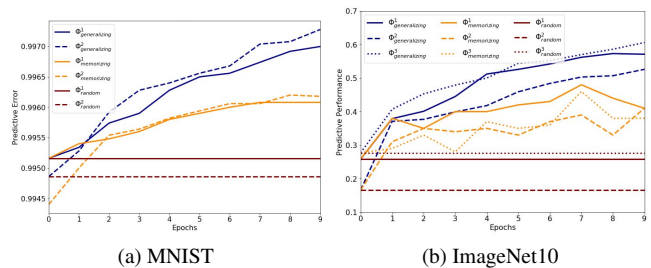 Φ¹generalizing
Φ²generalizing
Φ¹memorizing
Φ²memorizing
Φ¹random
Φ²random
0.9970
0.9965
0.9960
0.9955
0.9950
0.9945
Predictive Error
0 1 2 3 4 5 6 7 8 9
Epochs
(a) MNIST
Φ¹generalizing Φ¹memorizing Φ¹random
Φ²generalizing Φ²memorizing Φ²random
Φ³generalizing Φ³memorizing Φ³random
0.7
0.6
0.5
0.4
0.3
0.2
0.1
Predictive Performance
0 1 2 3 4 5 6 7 8 9
Epochs
(b) ImageNet10